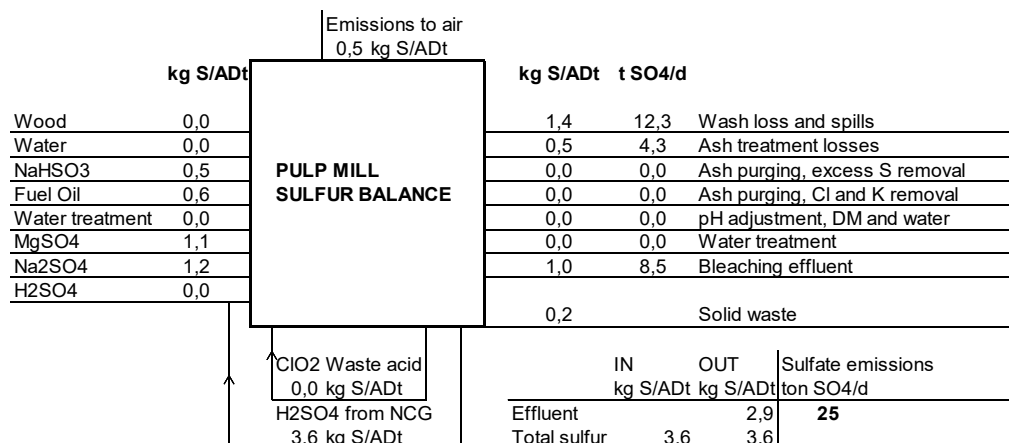 Emissions to air
0,5 kg S/ADt
kg S/ADt kg S/ADt t SO4/d
Wood 0,0 1,4 12,3 Wash loss and spills
Water 0,0 0,5 4,3 Ash treatment losses
NaHSO3 0,5 PULP MILL 0,0 0,0 Ash purging, excess S removal
Fuel Oil 0,6 SULFUR BALANCE 0,0 0,0 Ash purging, Cl and K removal
Water treatment 0,0 0,0 0,0 pH adjustment, DM and water
MgSO4 1,1 0,0 0,0 Water treatment
Na2SO4 1,2 1,0 8,5 Bleaching effluent
H2SO4 0,0
0,2 Solid waste
ClO2 Waste acid IN OUT Sulfate emissions
0,0 kg S/ADt kg S/ADt kg S/ADt ton SO4/d
H2SO4 from NCG Effluent 2,9 25
3,6 kg S/ADt Total sulfur 3,6 3,6